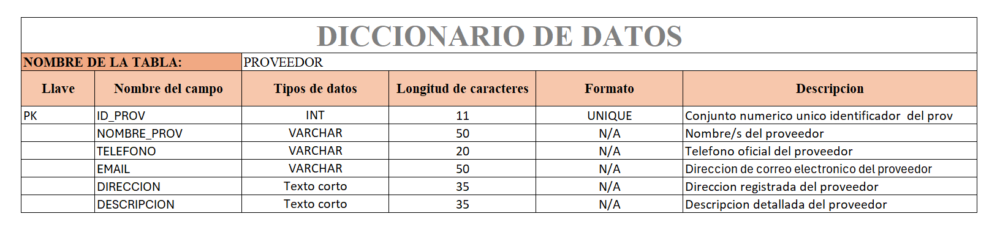 DICCIONARIO DE DATOS
NOMBRE DE LA TABLA: PROVEEDOR
Llave Nombre del campo Tipos de datos Longitud de caracteres Formato Descripcion
PK ID_PROV INT 11 UNIQUE Conjunto numerico unico identificador  del prov
NOMBRE_PROV VARCHAR 50 N/A Nombre/s del proveedor
TELEFONO VARCHAR 20 N/A Telefono oficial del proveedor
EMAIL VARCHAR 50 N/A Direccion de correo electronico del proveedor
DIRECCION Texto corto 35 N/A Direccion registrada del proveedor
DESCRIPCION Texto corto 35 N/A Descripcion detallada del proveedor